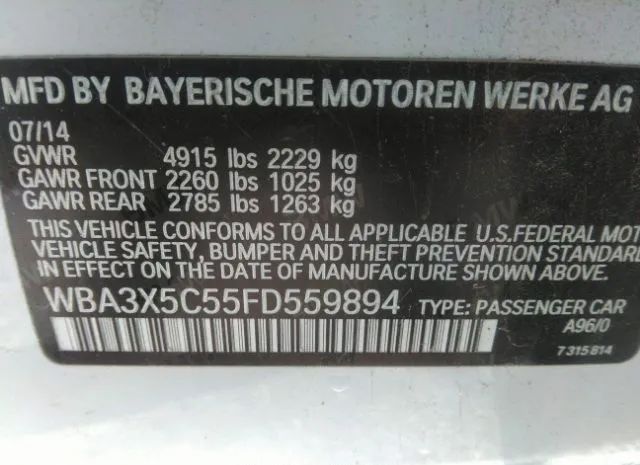 MFD BY BAYERISCHE MOTOREN WERKE AG
07/14
GVWR 4915 lbs 2229 kg
GAWR FRONT 2260 lbs 1025 kg
GAWR REAR 2785 lbs 1263 kg
THIS VEHICLE CONFORMS TO ALL APPLICABLE U.S.FEDERAL MOT
VEHICLE SAFETY, BUMPER AND THEFT PREVENTION STANDARD
IN EFFECT ON THE DATE OF MANUFACTURE SHOWN ABOVE.
WBA3X5C55FD559894 TYPE: PASSENGER CAR
A96/0
7 315 814